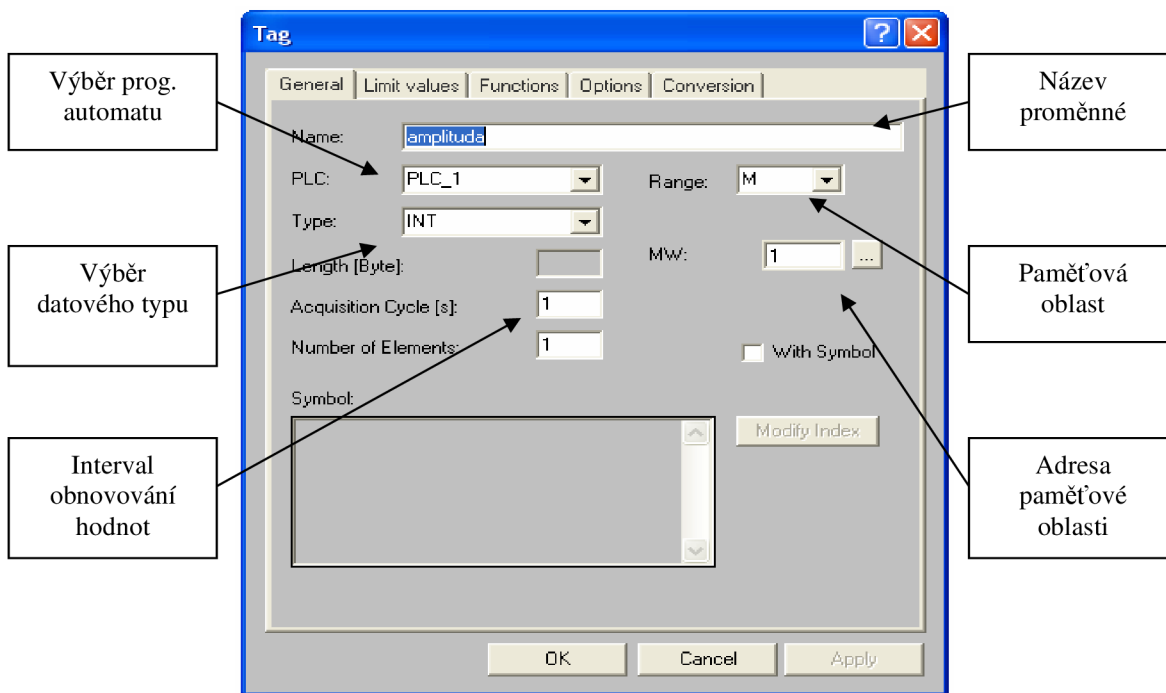 Tag
Výběr prog.
automatu
Název
proměnné
General Limit values Functions Options Conversion
Name: amplituda
PLC: PLC_1 Range: M
Type: INT
MW: 1 ...
Length [Byte]:
Výběr
datového typu
Paměťová
oblast
Acquisition Cycle [s]: 1
Number of Elements: 1
With Symbol
Symbol:
Modify Index
Interval
obnovování
hodnot
Adresa
paměťové
oblasti
OK Cancel Apply